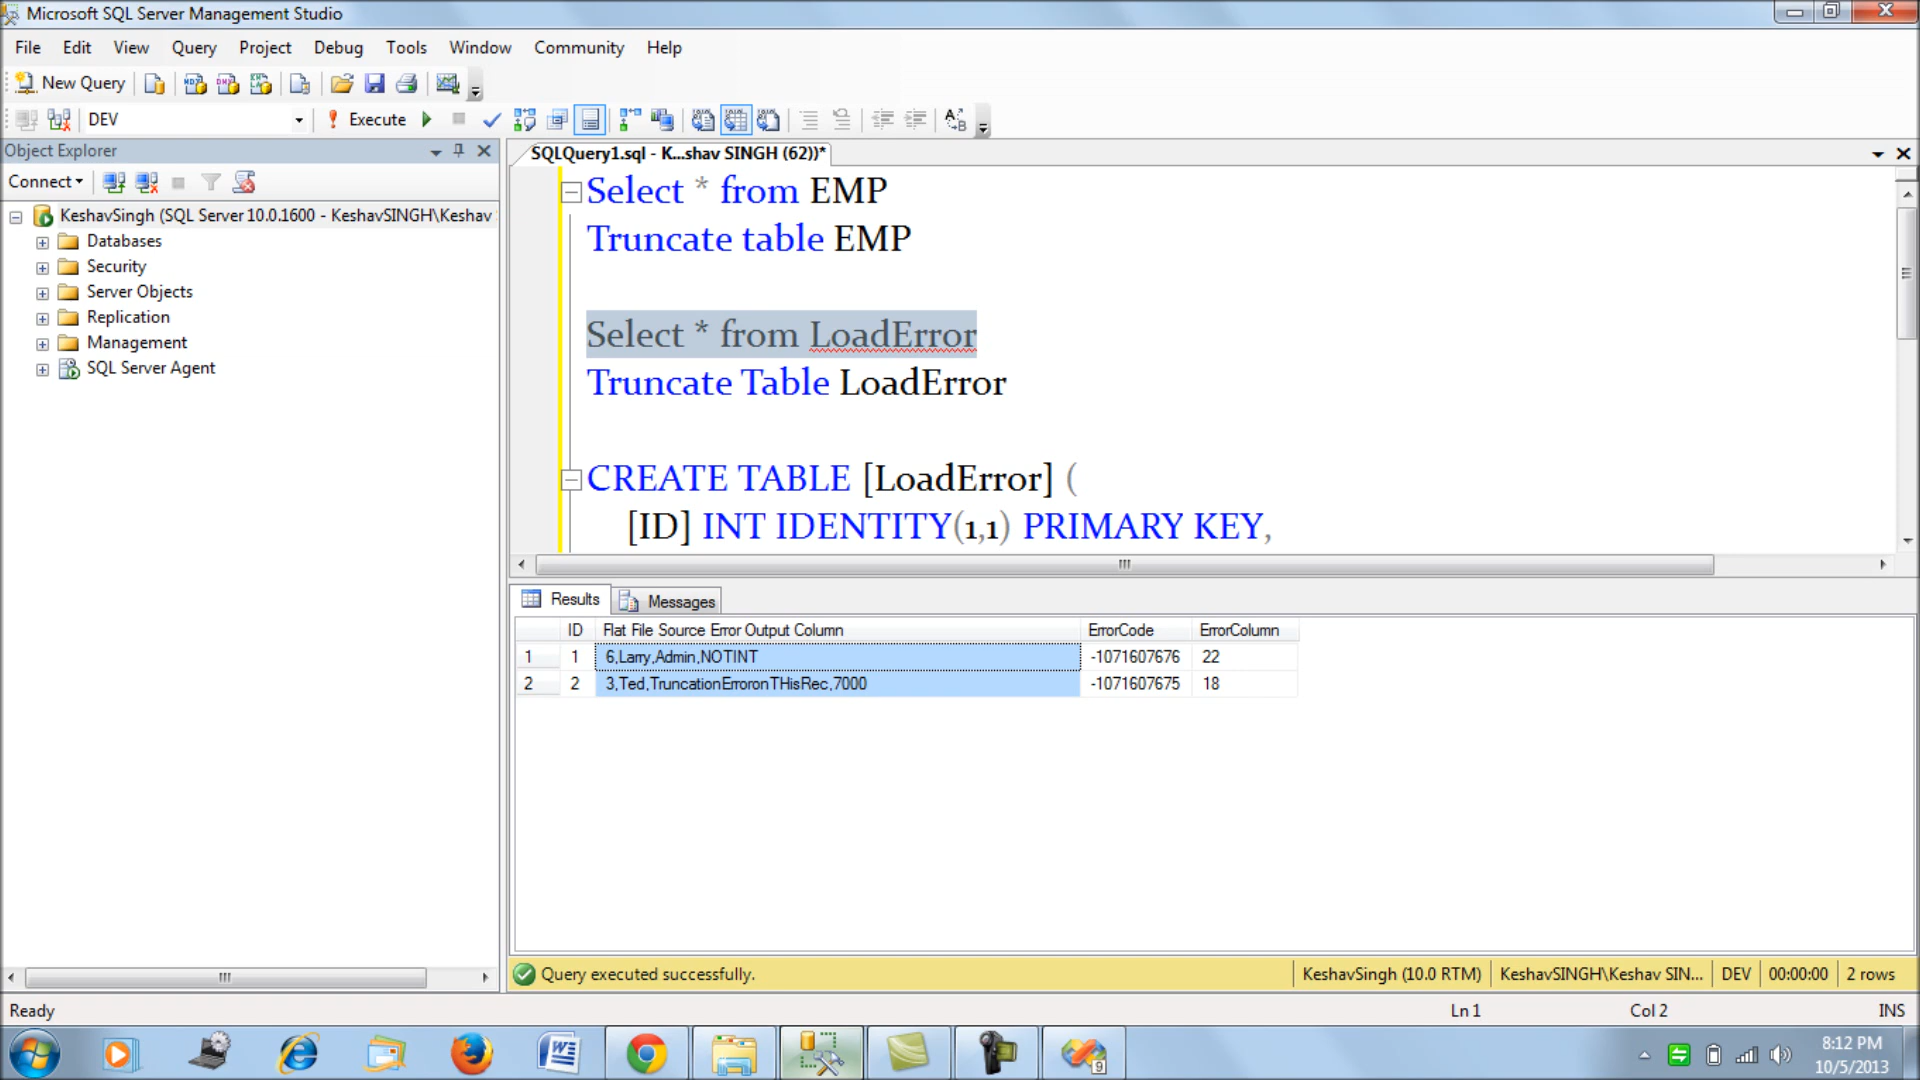 Microsoft SQL Server Management Studio
File Edit View Query Project Debug Tools Window Community Help
New Query
DEV Execute
Object Explorer
SQLQuery1.sql - K...shav SINGH (62))*
Connect
KeshavSingh (SQL Server 10.0.1600 - KeshavSINGH\Keshav
Databases
Security
Server Objects
Replication
Management
SQL Server Agent
Select * from EMP
Truncate table EMP
Select * from LoadError
Truncate Table LoadError
CREATE TABLE [LoadError] (
[ID] INT IDENTITY(1,1) PRIMARY KEY,
Results Messages
ID Flat File Source Error Output Column ErrorCode ErrorColumn
1 1 6,Larry,Admin,NOTINT -1071607676 22
2 2 3,Ted,TruncationErroronTHisRec,7000 -1071607675 18
Query executed successfully. KeshavSingh (10.0 RTM) KeshavSINGH\Keshav SIN... DEV 00:00:00 2 rows
Ready Ln 1 Col 2 INS
9
8:12 PM
10/5/2013